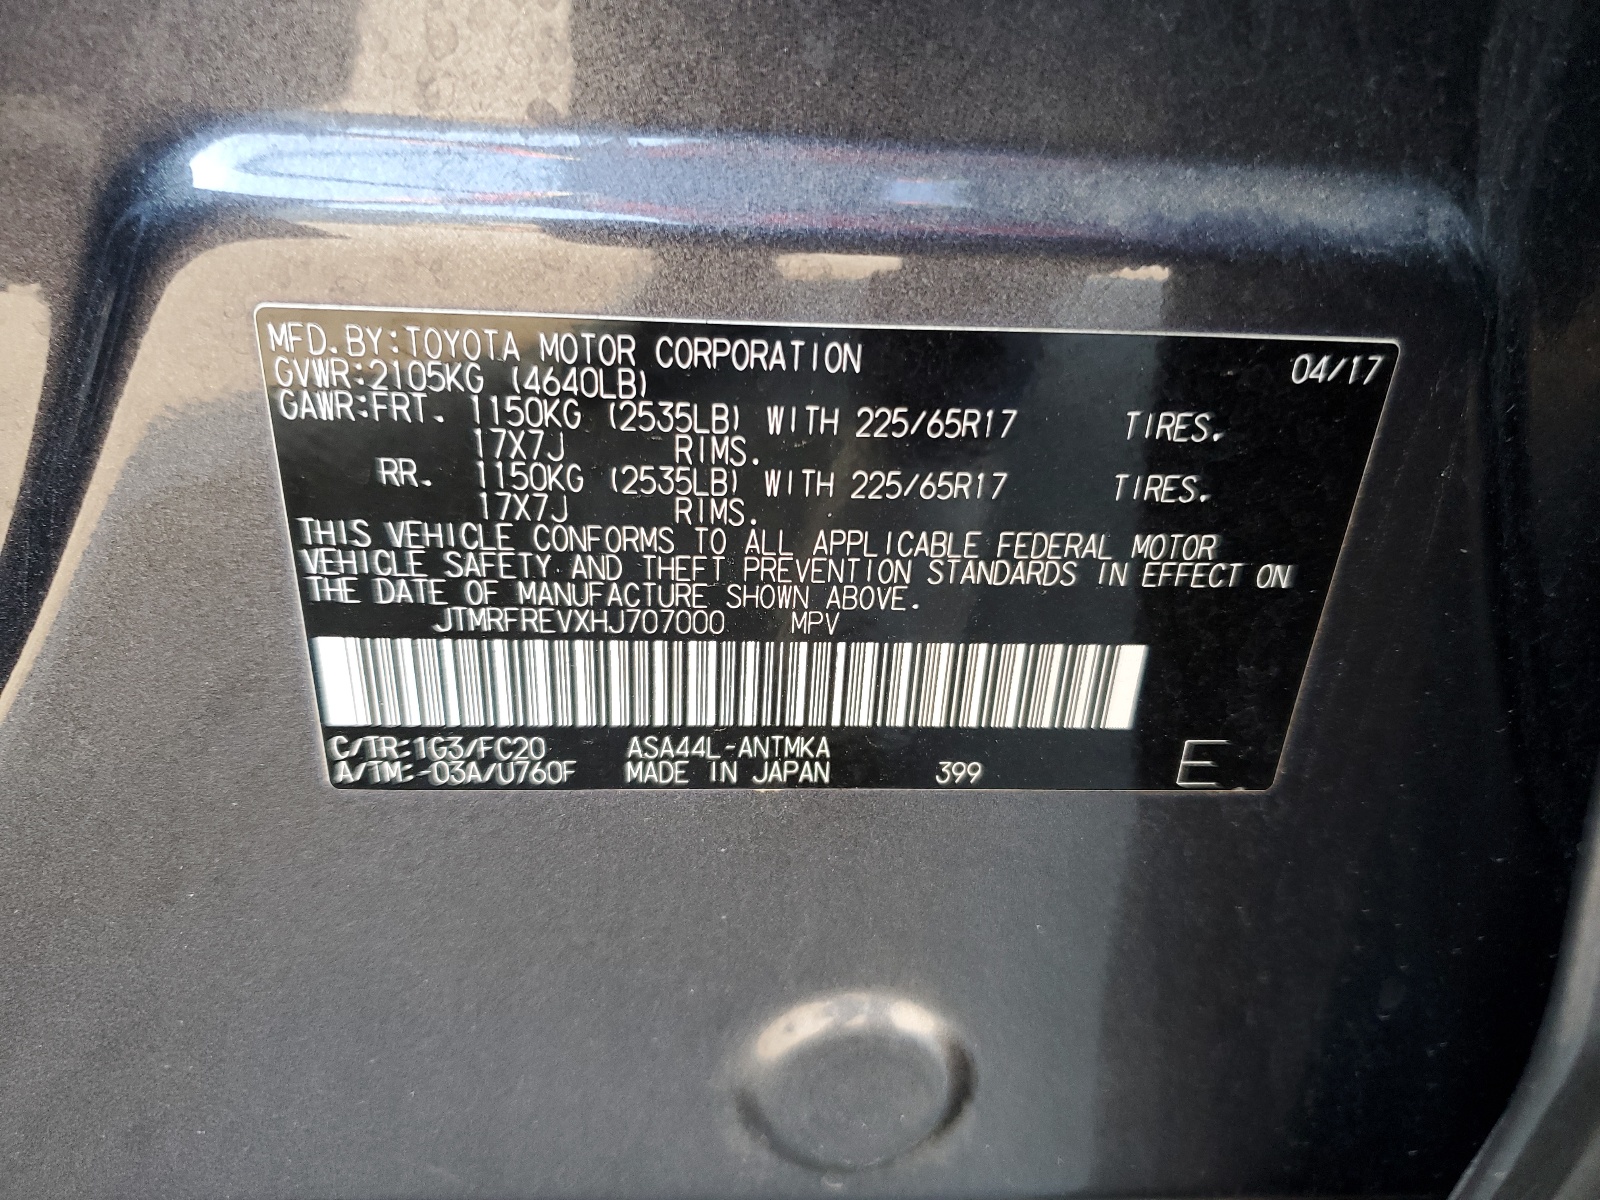 MFD. BY: TOYOTA MOTOR CORPORATION 04/17
GVWR: 2105KG (4640LB)
GAWR: FRT. 1150KG (2535LB) WITH 225/65R17 TIRES.
17X7J RIMS.
RR. 1150KG (2535LB) WITH 225/65R17 TIRES.
17X7J RIMS.
THIS VEHICLE CONFORMS TO ALL APPLICABLE FEDERAL MOTOR
VEHICLE SAFETY AND THEFT PREVENTION STANDARDS IN EFFECT ON
THE DATE OF MANUFACTURE SHOWN ABOVE.
JTMRFREVXHJ707000 MPV
C/TR: 1G3/FC20 ASA44L-ANTMKA
A/TM: -03A/U760F MADE IN JAPAN 399 E